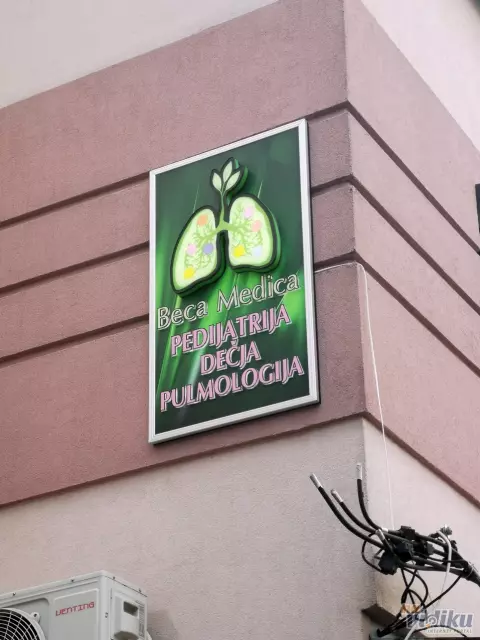 Beca Medica
PEDIJATRIJA
DEČJA
PULMOLOGIJA
VENTING